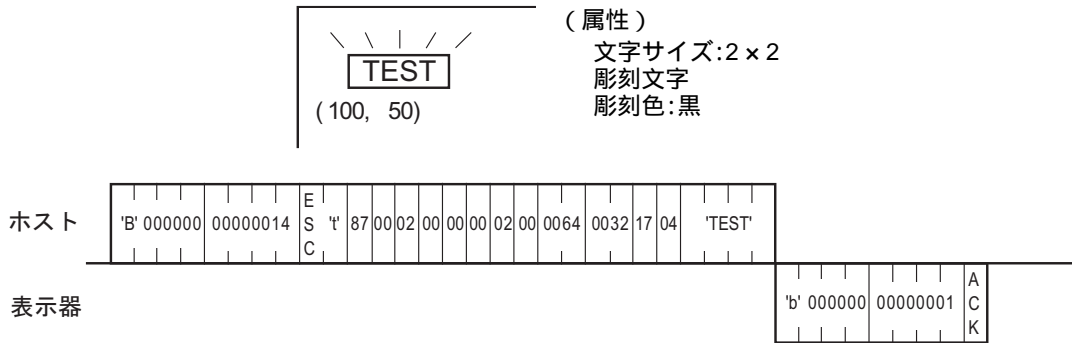 (属性)
文字サイズ:2×2
彫刻文字
彫刻色:黒
TEST
(100, 50)
ホスト 'B' 000000 00000014 ESC 't' 87 00 02 00 00 00 02 00 0064 0032 17 04 'TEST'
表示器 'b' 000000 00000001 ACK